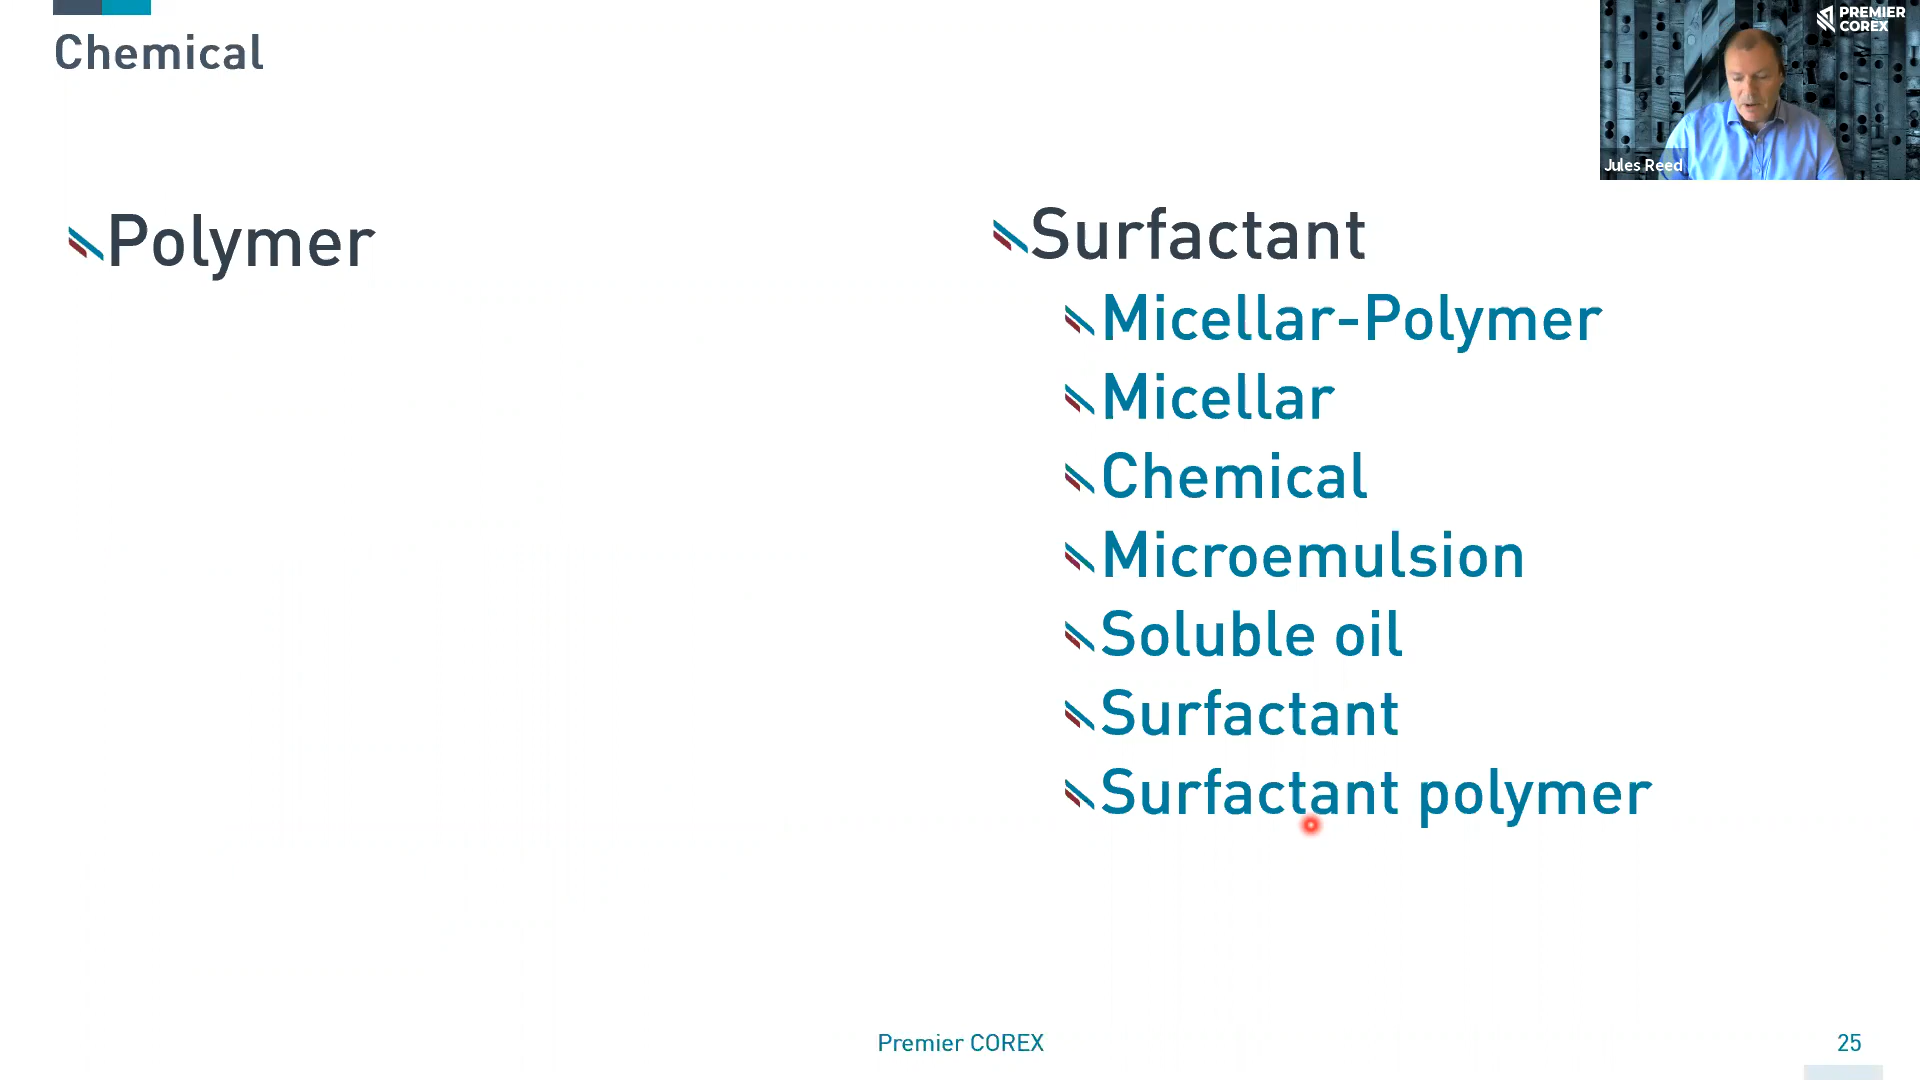 Chemical
PREMIER
COREX
Jules Reed
Polymer
Surfactant
Micellar-Polymer
Micellar
Chemical
Microemulsion
Soluble oil
Surfactant
Surfactant polymer
Premier COREX
25